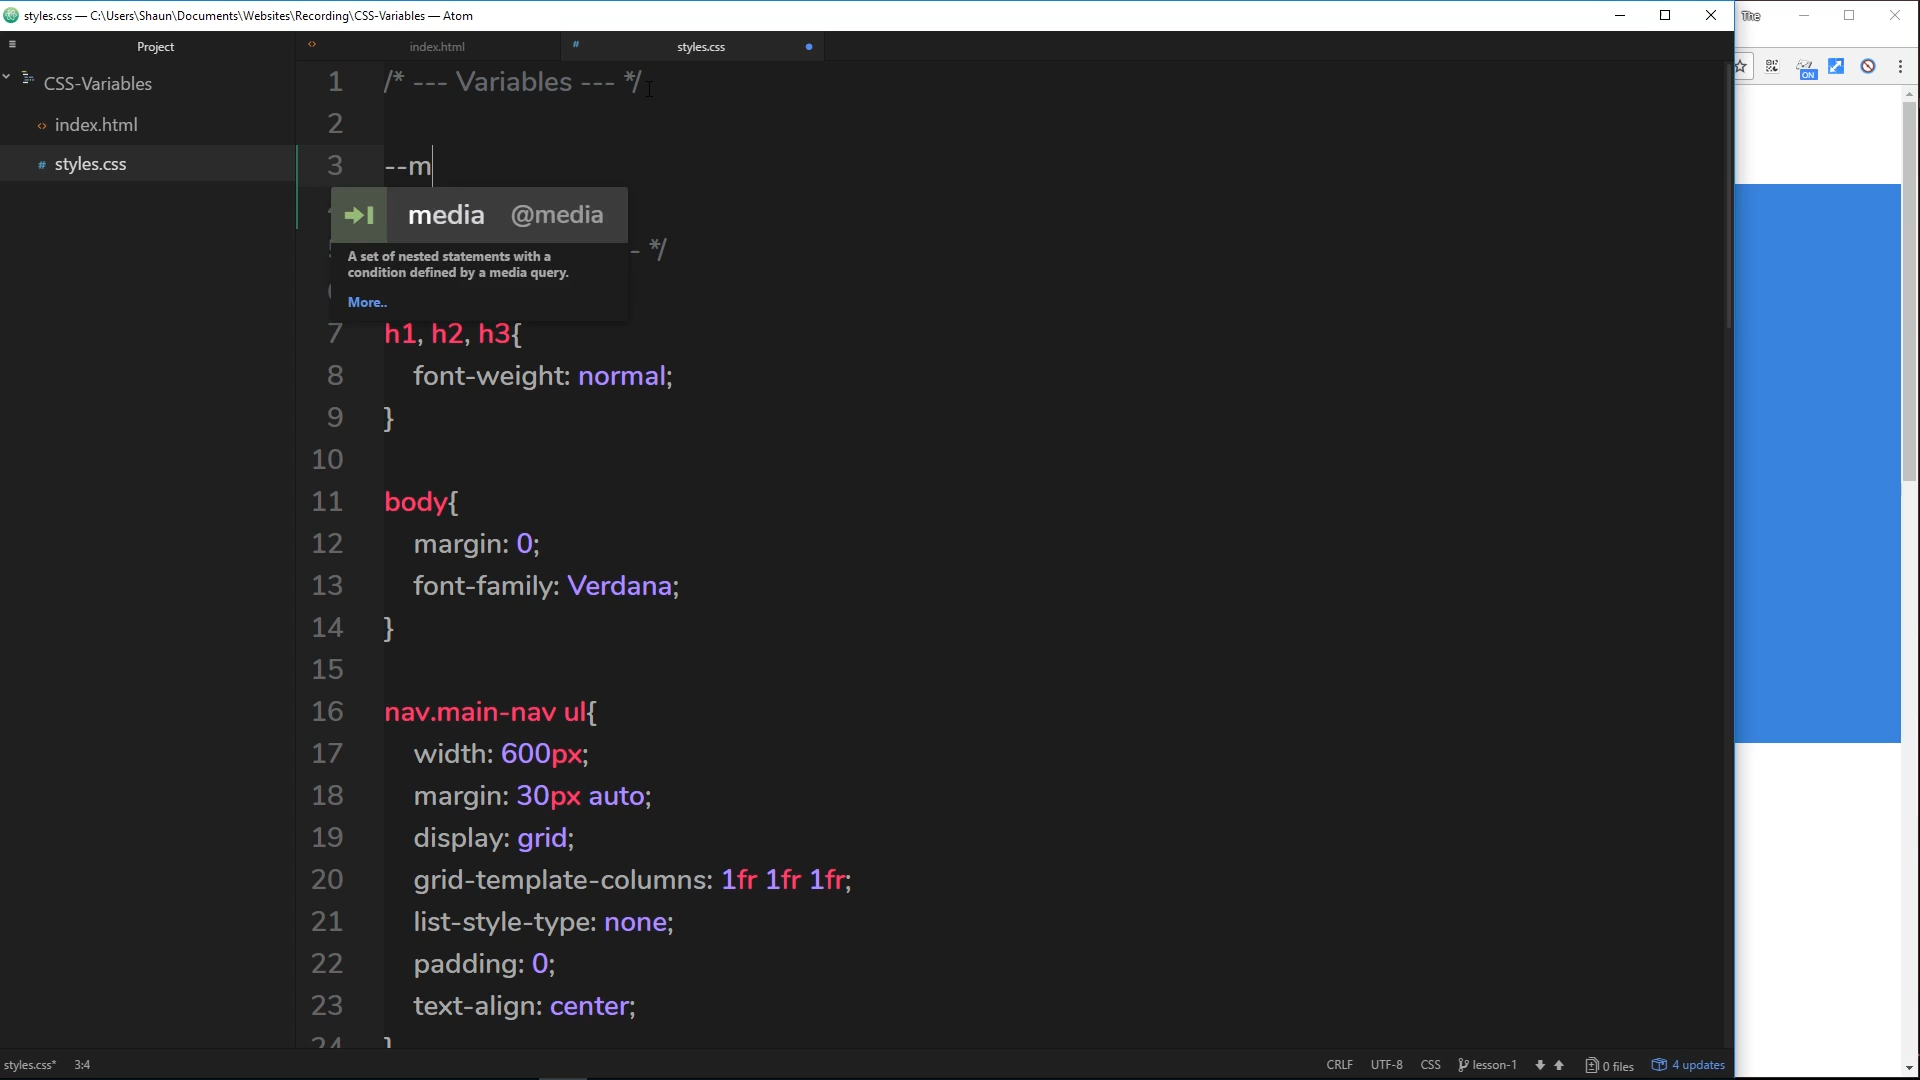 styles.css — C:\Users\Shaun\Documents\Websites\Recording\CSS-Variables — Atom
The
Project
index.html
styles.css
CSS-Variables
index.html
styles.css
ON
1 /* --- Variables --- */
2
3 --m
media @media
A set of nested statements with a
condition defined by a media query.
More..
- */
7 h1, h2, h3{
8 font-weight: normal;
9 }
10
11 body{
12 margin: 0;
13 font-family: Verdana;
14 }
15
16 nav.main-nav ul{
17 width: 600px;
18 margin: 30px auto;
19 display: grid;
20 grid-template-columns: 1fr 1fr 1fr;
21 list-style-type: none;
22 padding: 0;
23 text-align: center;
24 }
styles.css* 3:4
CRLF UTF-8 CSS lesson-1 0 files 4 updates